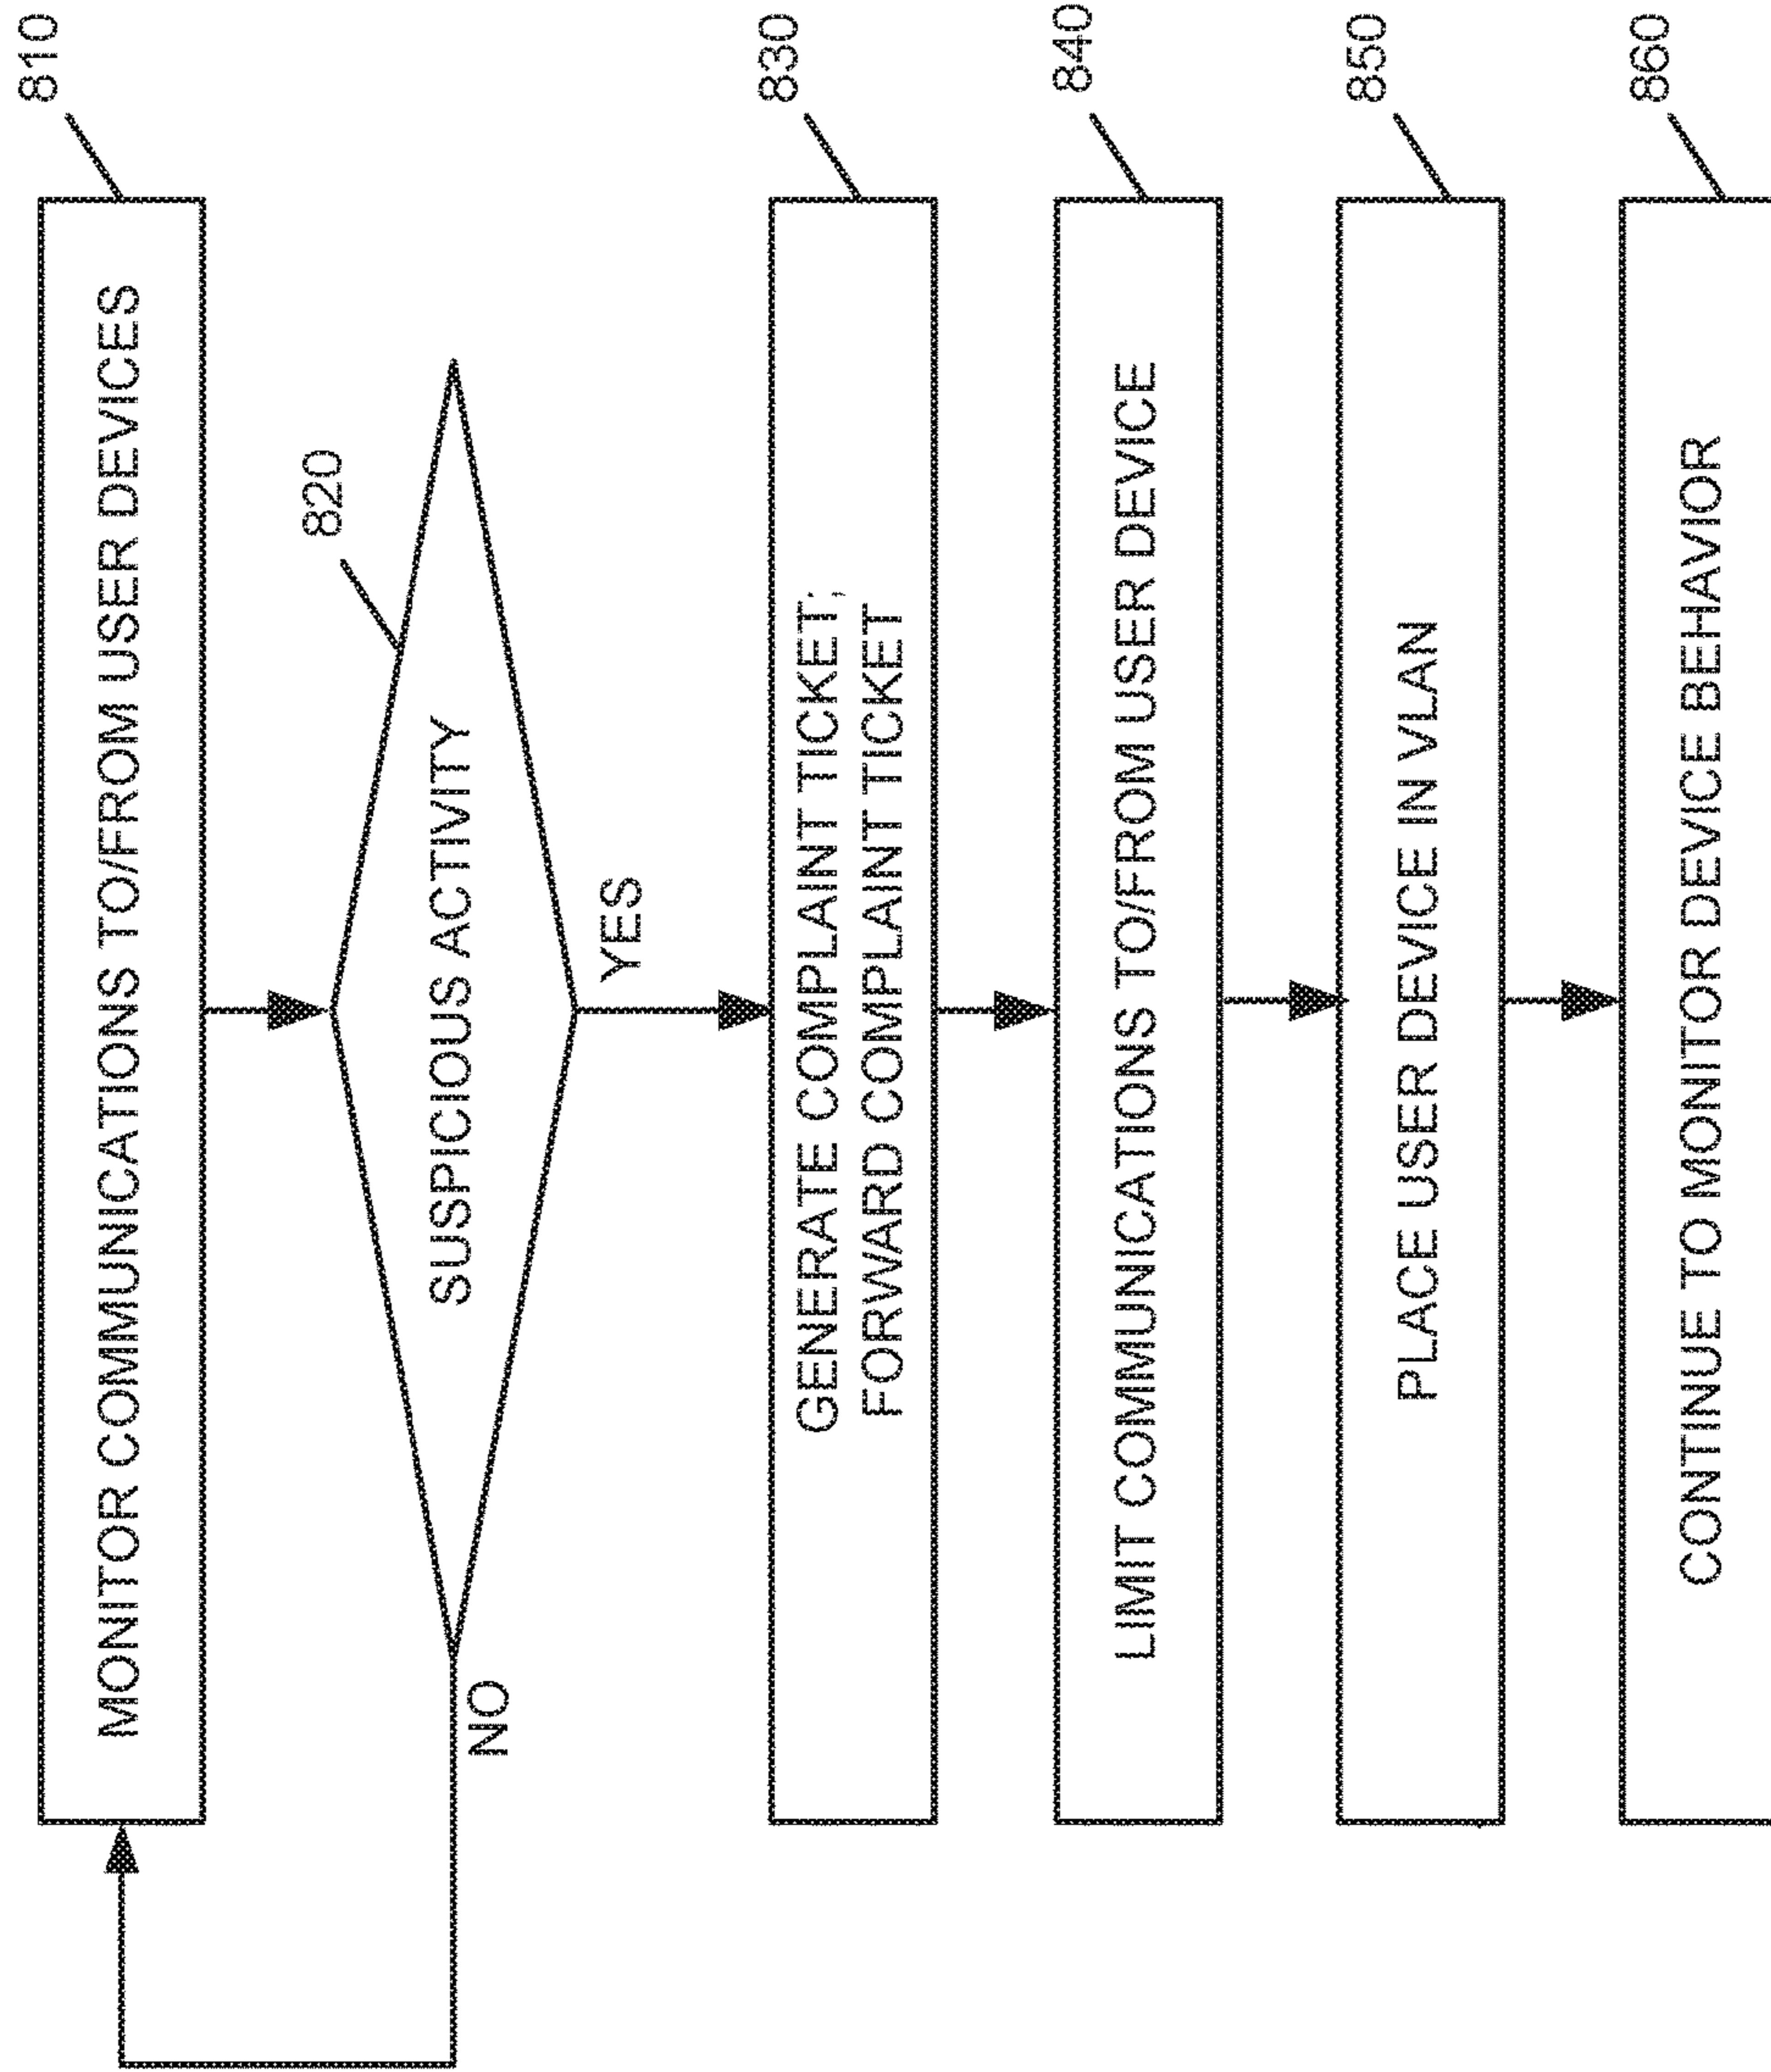 810
MONITOR COMMUNICATIONS TO/FROM USER DEVICES
820
SUSPICIOUS ACTIVITY
NO
YES
830
GENERATE COMPLAINT TICKET;
FORWARD COMPLAINT TICKET
840
LIMIT COMMUNICATIONS TO/FROM USER DEVICE
850
PLACE USER DEVICE IN VLAN
860
CONTINUE TO MONITOR DEVICE BEHAVIOR